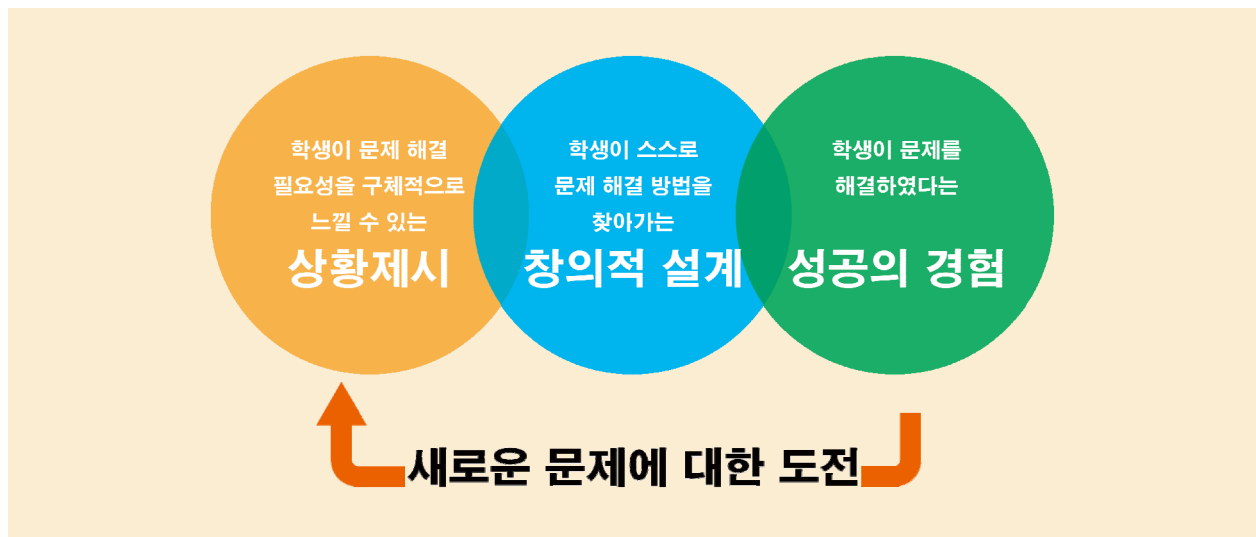 학생이 문제 해결
필요성을 구체적으로
느낄 수 있는
상황제시
학생이 스스로
문제 해결 방법을
찾아가는
창의적 설계
학생이 문제를
해결하였다는
성공의 경험
새로운 문제에 대한 도전